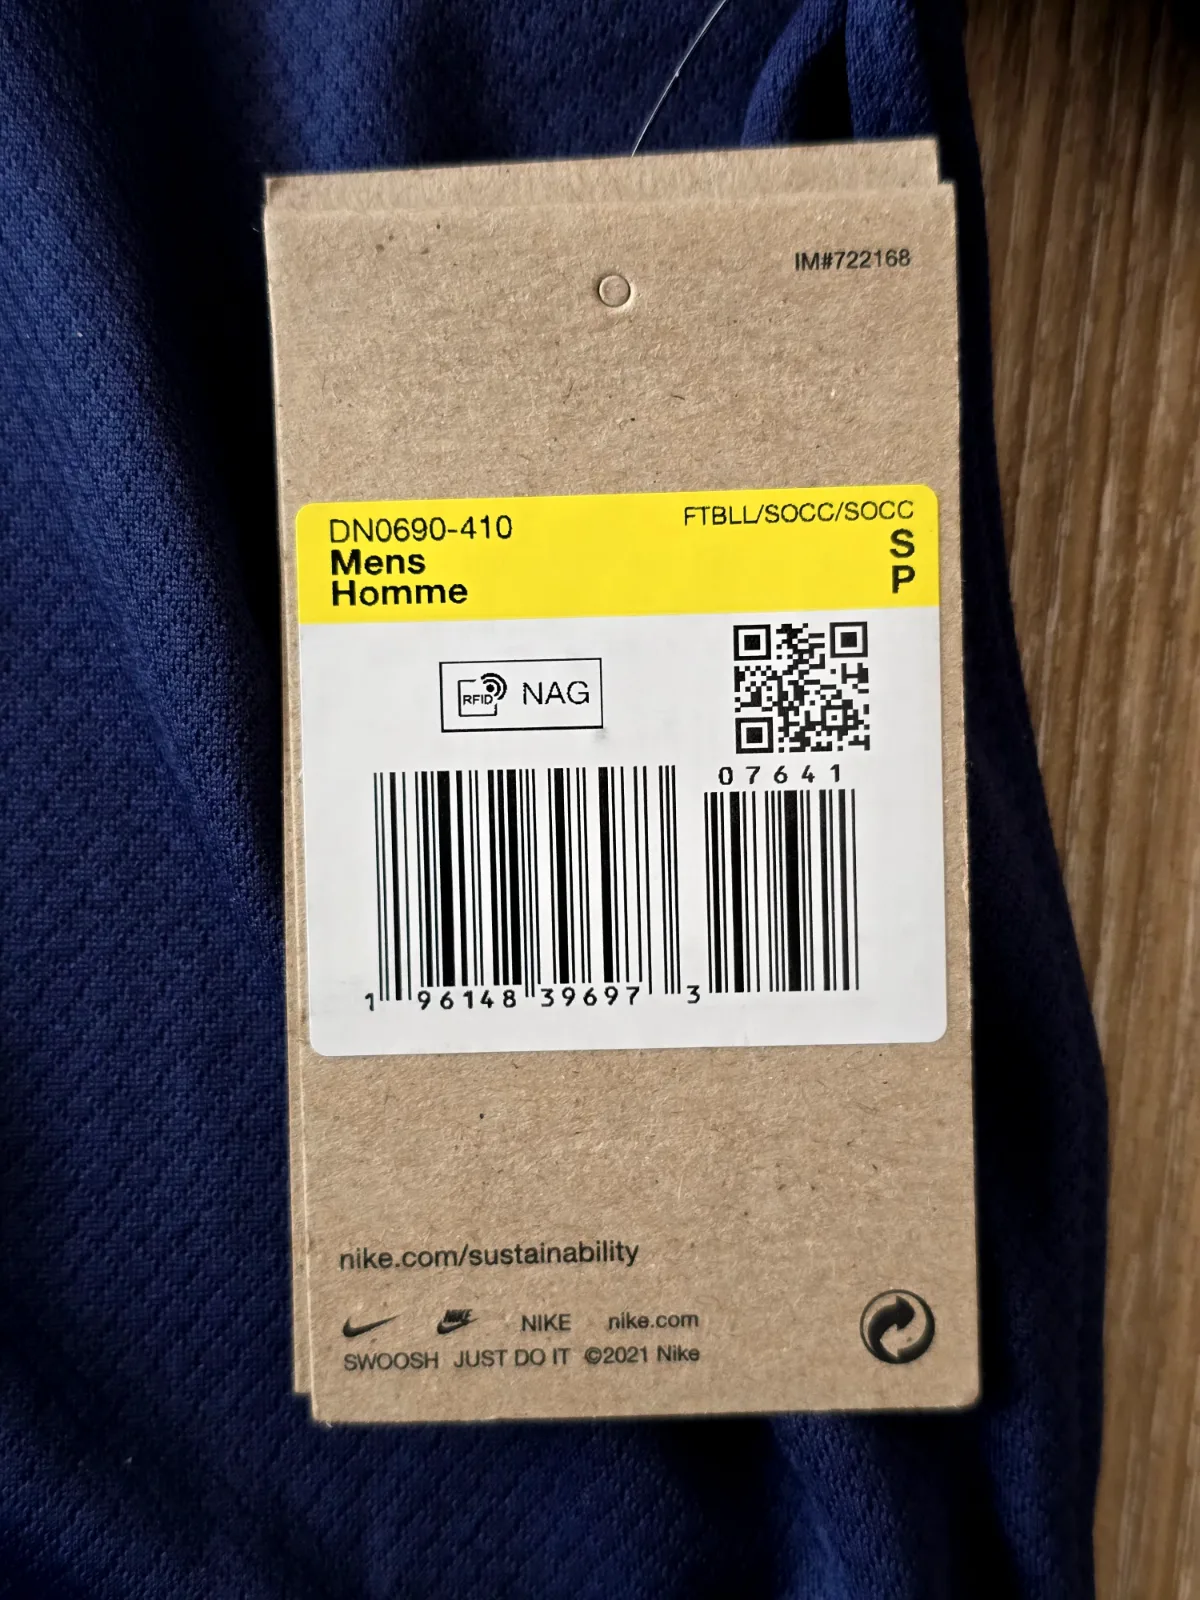 IM#722168
DN0690-410
FTBLL/SOCC/SOCC
Mens
S
Homme
P
RFID NAG
07641
1 96148 39697 3
nike.com/sustainability
NIKE NIKE nike.com
SWOOSH JUST DO IT ©2021 Nike